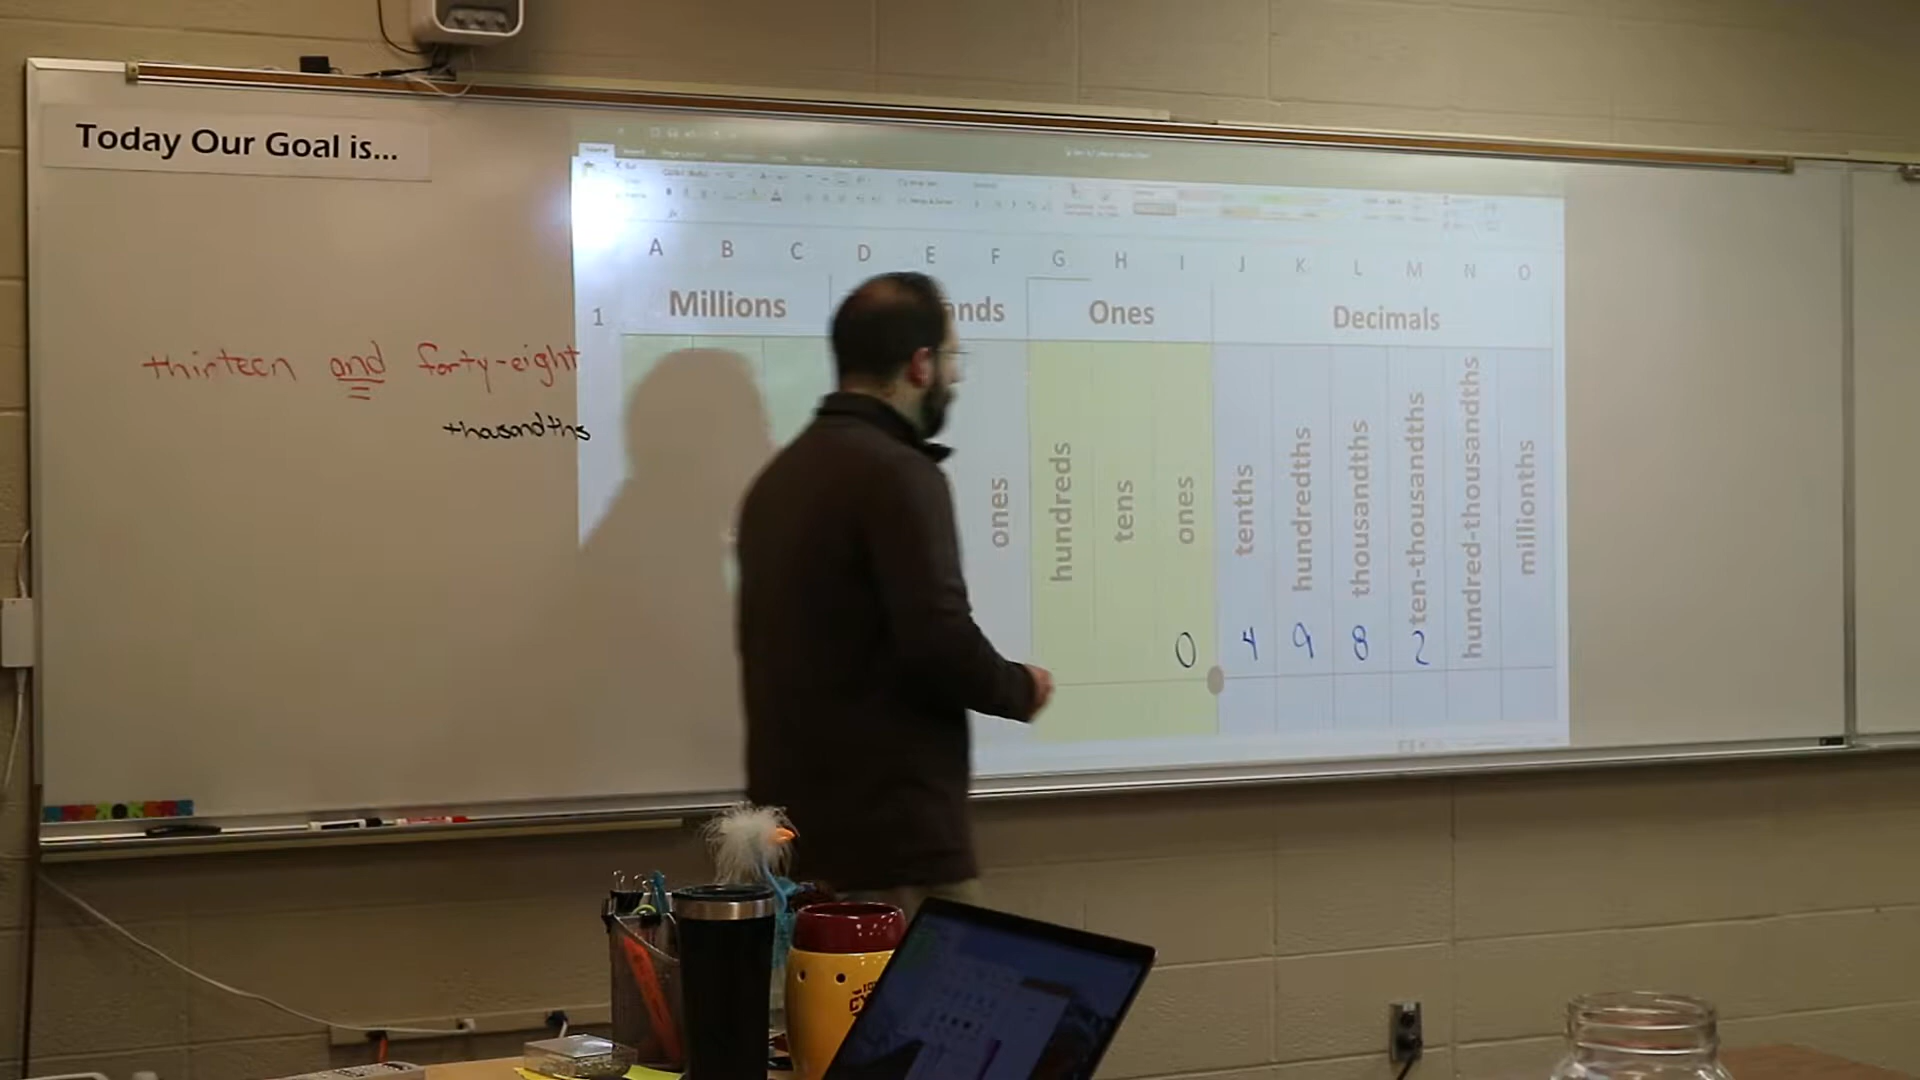 Today Our Goal is...
thirteen and forty-eight
thousandths
A B C D E F G H I J K L M N O
1 Millions ands Ones Decimals
ones hundreds tens ones tenths hundredths thousandths ten-thousandths hundred-thousandths millionths
0 4 9 8 2